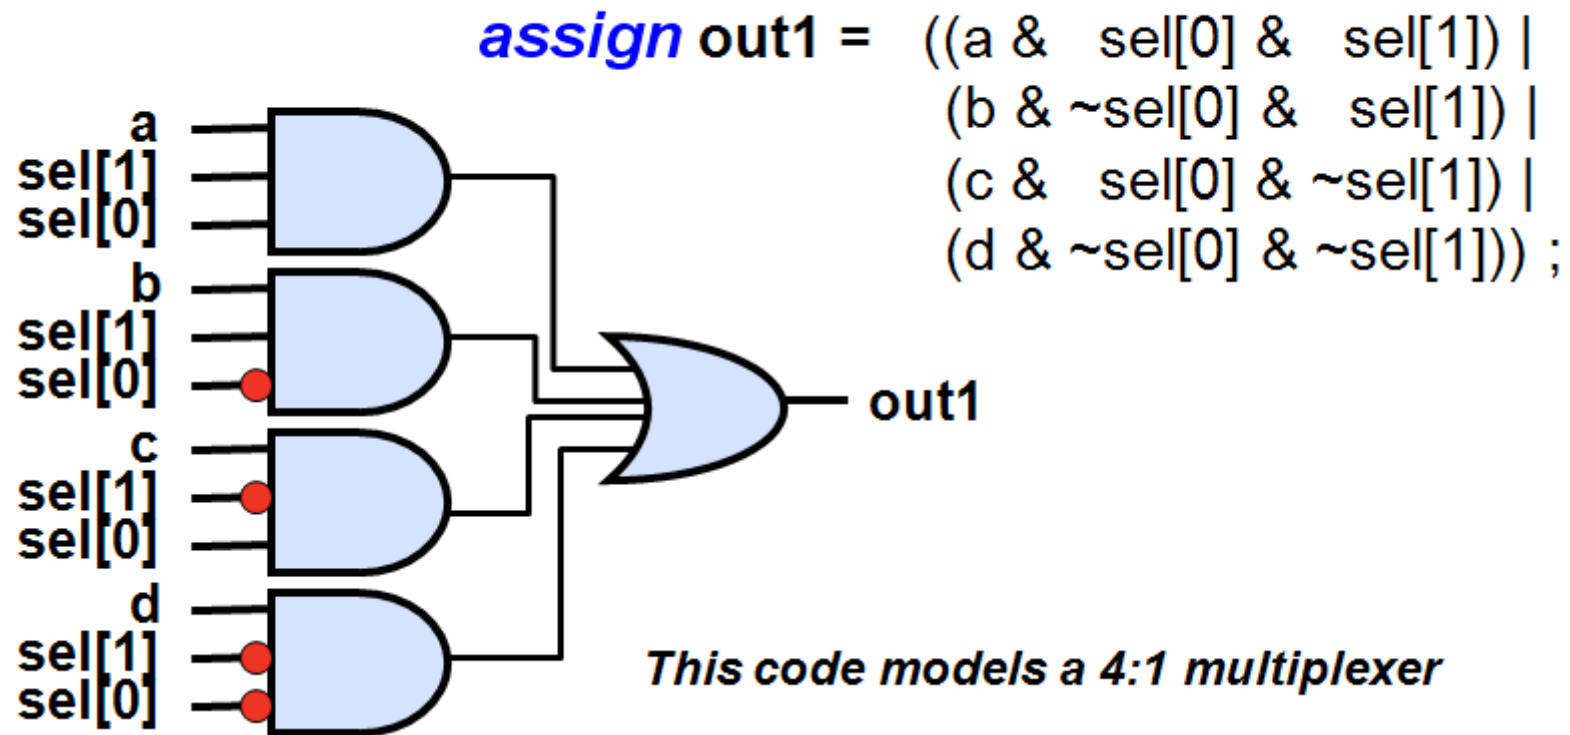 assign out1 = ((a & sel[0] & sel[1]) |
(b & ~sel[0] & sel[1]) |
(c & sel[0] & ~sel[1]) |
(d & ~sel[0] & ~sel[1])) ;
a
sel[1]
sel[0]
b
sel[1]
sel[0]
c
sel[1]
sel[0]
d
sel[1]
sel[0]
out1
This code models a 4:1 multiplexer